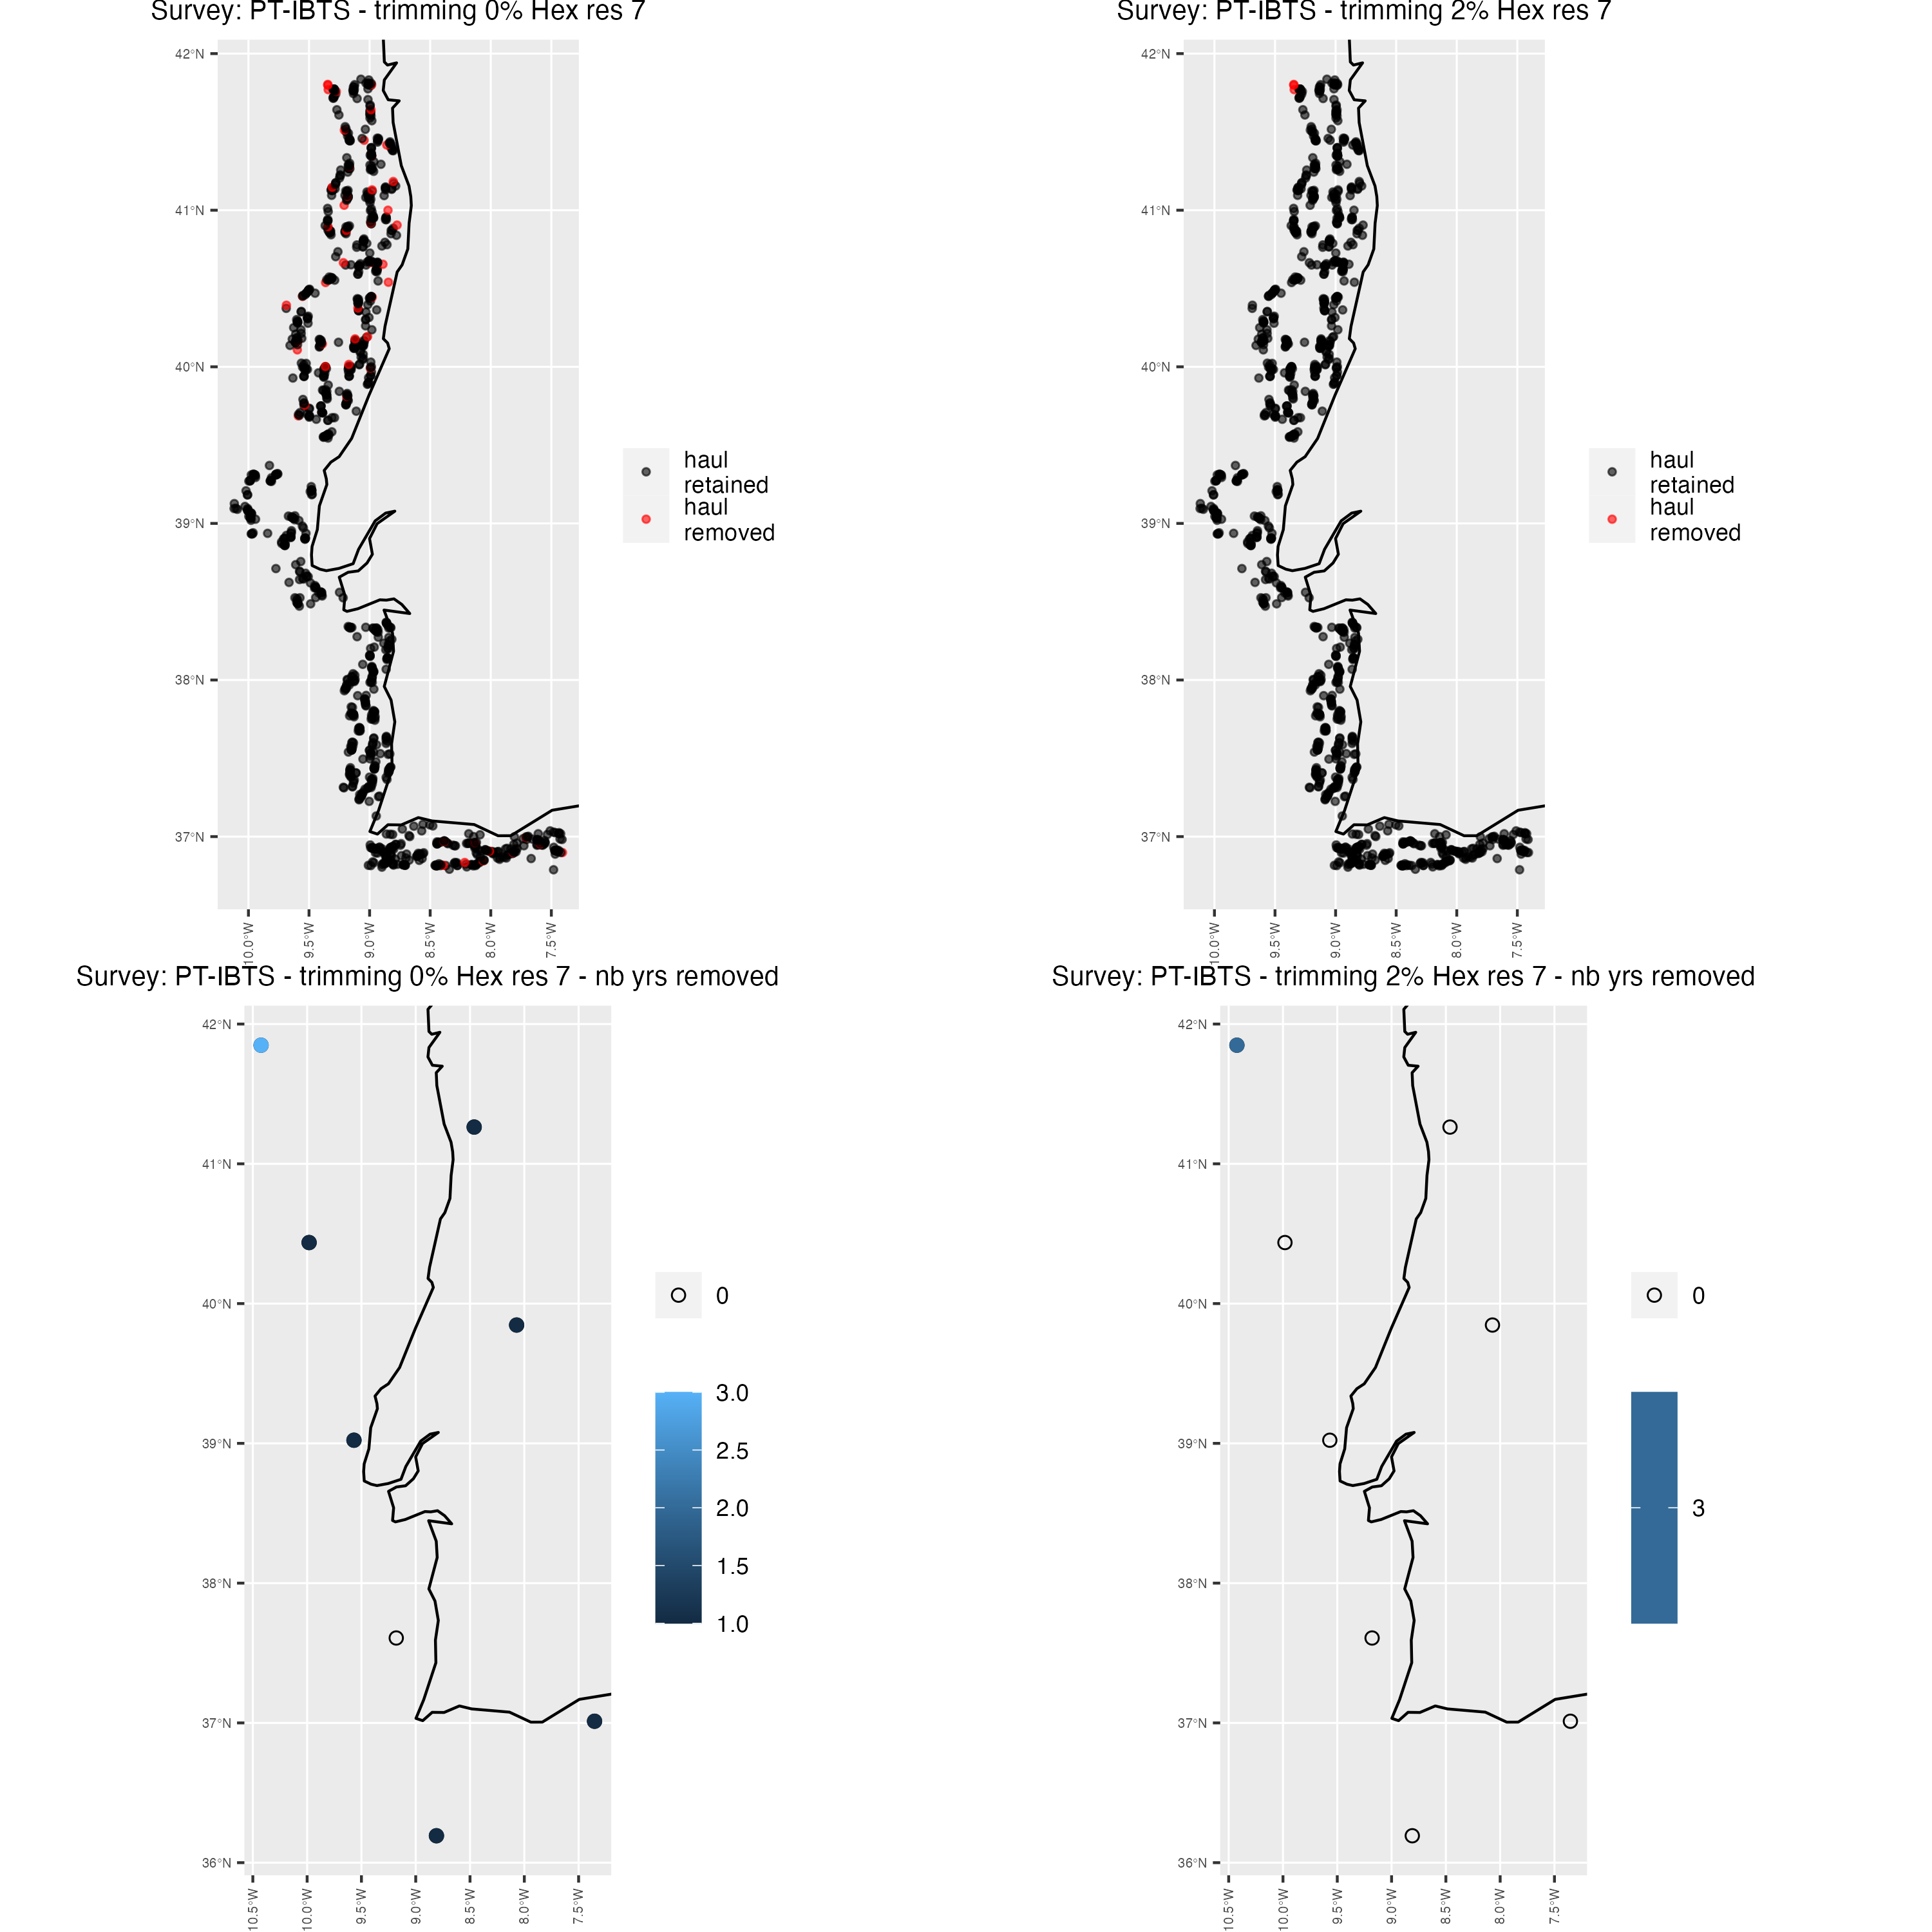 Survey: PT-IBTS - trimming 0% Hex res 7
42°N
41°N
40°N
39°N
38°N
37°N
10.0°W
9.5°W
9.0°W
8.5°W
8.0°W
7.5°W
haul
retained
haul
removed
Survey: PT-IBTS - trimming 2% Hex res 7
42°N
41°N
40°N
39°N
38°N
37°N
10.0°W
9.5°W
9.0°W
8.5°W
8.0°W
7.5°W
haul
retained
haul
removed
Survey: PT-IBTS - trimming 0% Hex res 7 - nb yrs removed
42°N
41°N
40°N
39°N
38°N
37°N
36°N
10.5°W
10.0°W
9.5°W
9.0°W
8.5°W
8.0°W
7.5°W
0
3.0
2.5
2.0
1.5
1.0
Survey: PT-IBTS - trimming 2% Hex res 7 - nb yrs removed
42°N
41°N
40°N
39°N
38°N
37°N
36°N
10.5°W
10.0°W
9.5°W
9.0°W
8.5°W
8.0°W
7.5°W
0
3